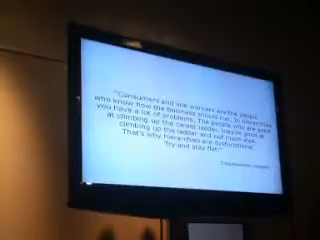 "Consumers and line workers are the people
who know how the business should run. In hierarchies
you have a lot of problems. The people who are good
at climbing up the career ladder, they're good at
climbing up the ladder and not much else.
That's why hierarchies are dysfunctional.
Try and stay flat."